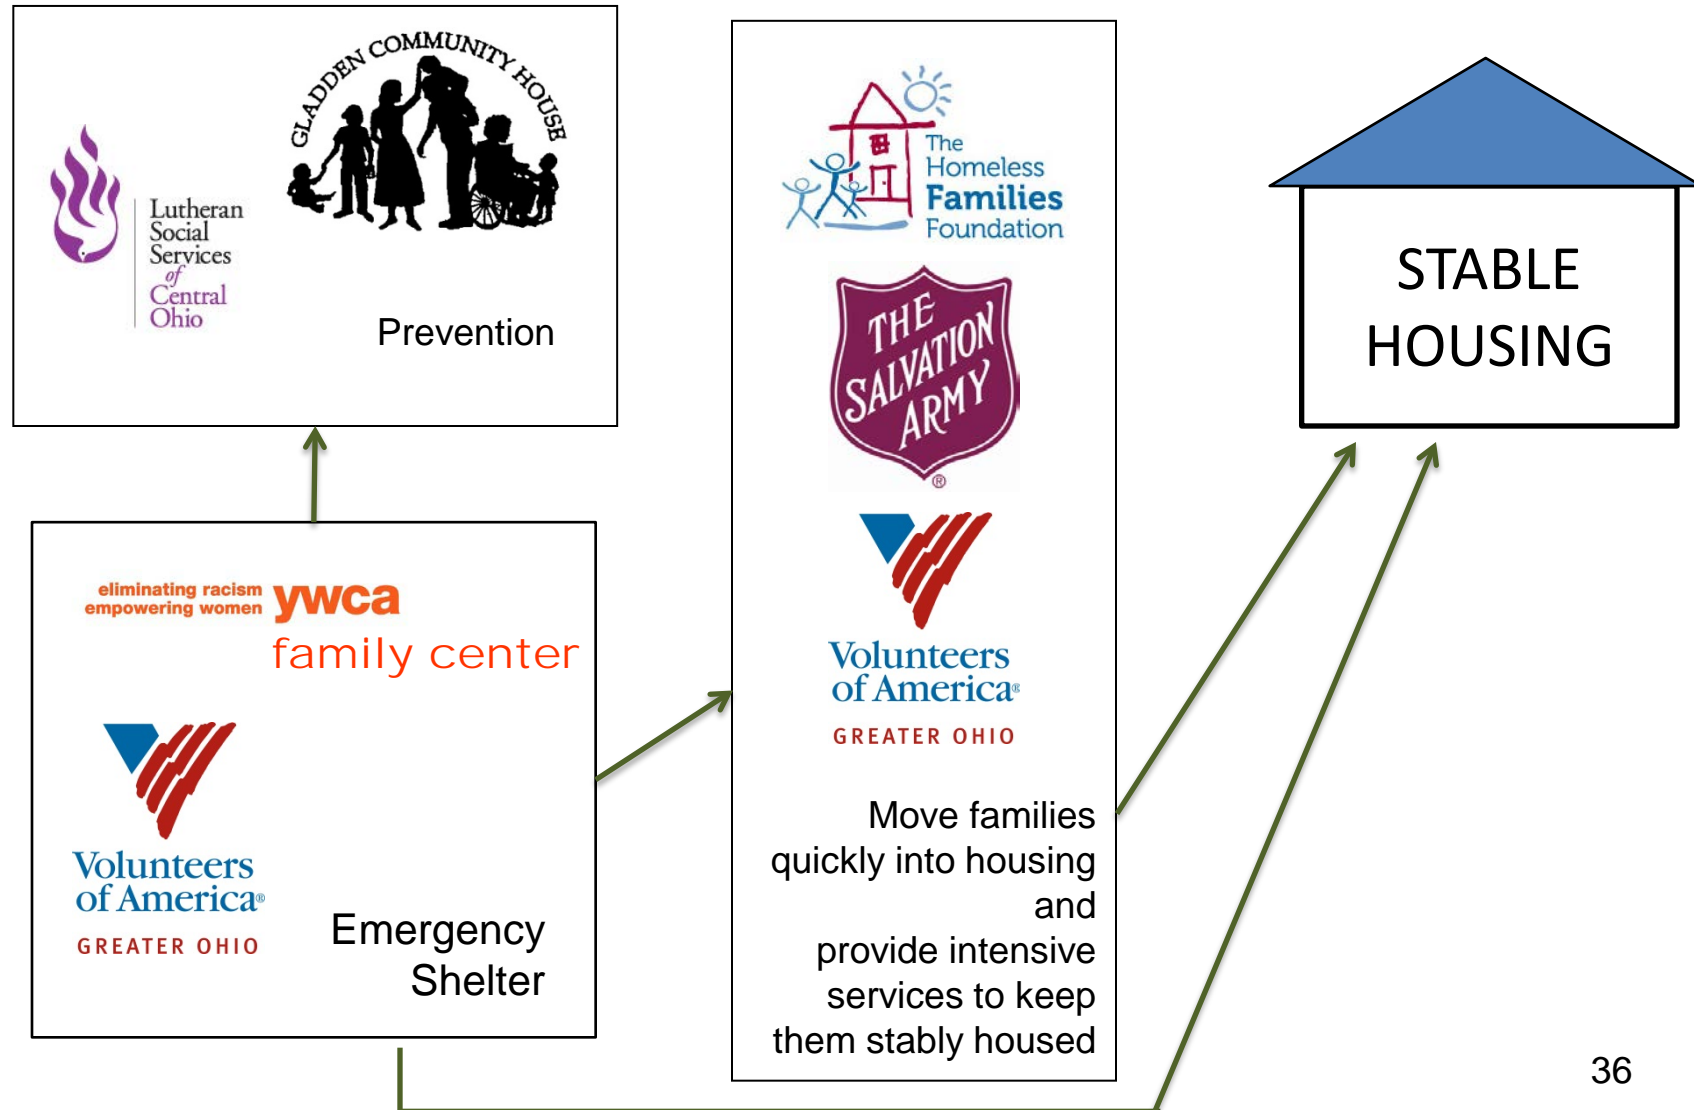 GLADDEN COMMUNITY HOUSE
Lutheran
Social
Services
of
Central
Ohio
Prevention
eliminating racism
empowering women
ywca
family center
Volunteers
of America®
GREATER OHIO
Emergency
Shelter
The
Homeless
Families
Foundation
THE
SALVATION
ARMY
®
Volunteers
of America®
GREATER OHIO
Move families
quickly into housing
and
provide intensive
services to keep
them stably housed
STABLE
HOUSING
36